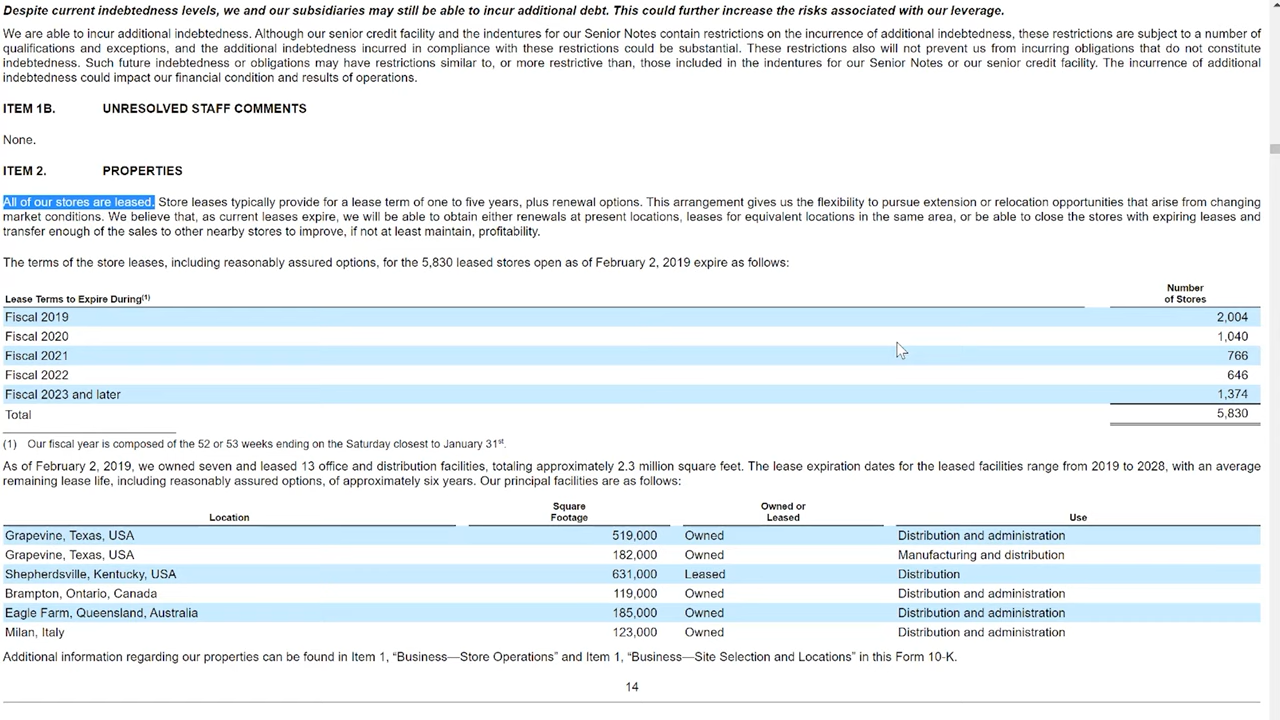 Despite current indebtedness levels, we and our subsidiaries may still be able to incur additional debt. This could further increase the risks associated with our leverage.
We are able to incur additional indebtedness. Although our senior credit facility and the indentures for our Senior Notes contain restrictions on the incurrence of additional indebtedness, these restrictions are subject to a number of
qualifications and exceptions, and the additional indebtedness incurred in compliance with these restrictions could be substantial. These restrictions also will not prevent us from incurring obligations that do not constitute
indebtedness. Such future indebtedness or obligations may have restrictions similar to, or more restrictive than, those included in the indentures for our Senior Notes or our senior credit facility. The incurrence of additional
indebtedness could impact our financial condition and results of operations.
ITEM 1B. UNRESOLVED STAFF COMMENTS
None.
ITEM 2. PROPERTIES
All of our stores are leased. Store leases typically provide for a lease term of one to five years, plus renewal options. This arrangement gives us the flexibility to pursue extension or relocation opportunities that arise from changing
market conditions. We believe that, as current leases expire, we will be able to obtain either renewals at present locations, leases for equivalent locations in the same area, or be able to close the stores with expiring leases and
transfer enough of the sales to other nearby stores to improve, if not at least maintain, profitability.
The terms of the store leases, including reasonably assured options, for the 5,830 leased stores open as of February 2, 2019 expire as follows:
Lease Terms to Expire During(1) Number of Stores
Fiscal 2019 2,004
Fiscal 2020 1,040
Fiscal 2021 766
Fiscal 2022 646
Fiscal 2023 and later 1,374
Total 5,830
(1) Our fiscal year is composed of the 52 or 53 weeks ending on the Saturday closest to January 31st.
As of February 2, 2019, we owned seven and leased 13 office and distribution facilities, totaling approximately 2.3 million square feet. The lease expiration dates for the leased facilities range from 2019 to 2028, with an average
remaining lease life, including reasonably assured options, of approximately six years. Our principal facilities are as follows:
Location Square Footage Owned or Leased Use
Grapevine, Texas, USA 519,000 Owned Distribution and administration
Grapevine, Texas, USA 182,000 Owned Manufacturing and distribution
Shepherdsville, Kentucky, USA 631,000 Leased Distribution
Brampton, Ontario, Canada 119,000 Owned Distribution and administration
Eagle Farm, Queensland, Australia 185,000 Owned Distribution and administration
Milan, Italy 123,000 Owned Distribution and administration
Additional information regarding our properties can be found in Item 1, “Business—Store Operations” and Item 1, “Business—Site Selection and Locations” in this Form 10-K.
14